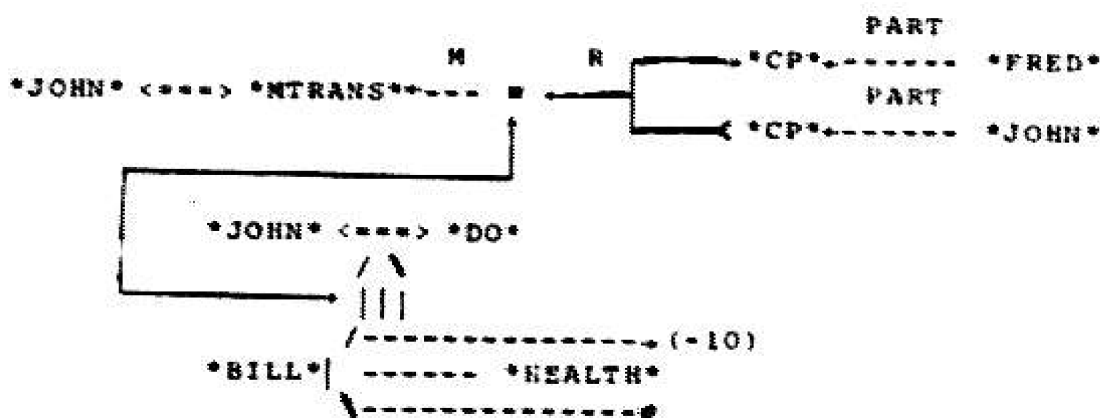 PART
M R *CP* *FRED*
*JOHN* <===> *MTRANS* PART
*CP* *JOHN*
*JOHN* <===> *DO*
(-10)
*BILL* *HEALTH*